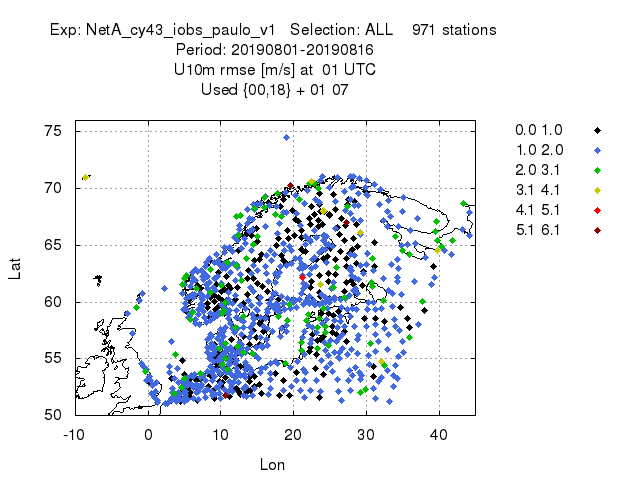 Exp: NetA_cy43_iobs_paulo_v1 Selection: ALL 971 stations
Period: 20190801-20190816
U10m rmse [m/s] at 01 UTC
Used {00,18} + 01 07
75
70
65
60
55
50
-10 0 10 20 30 40
Lat
Lon
0.0 1.0
1.0 2.0
2.0 3.1
3.1 4.1
4.1 5.1
5.1 6.1